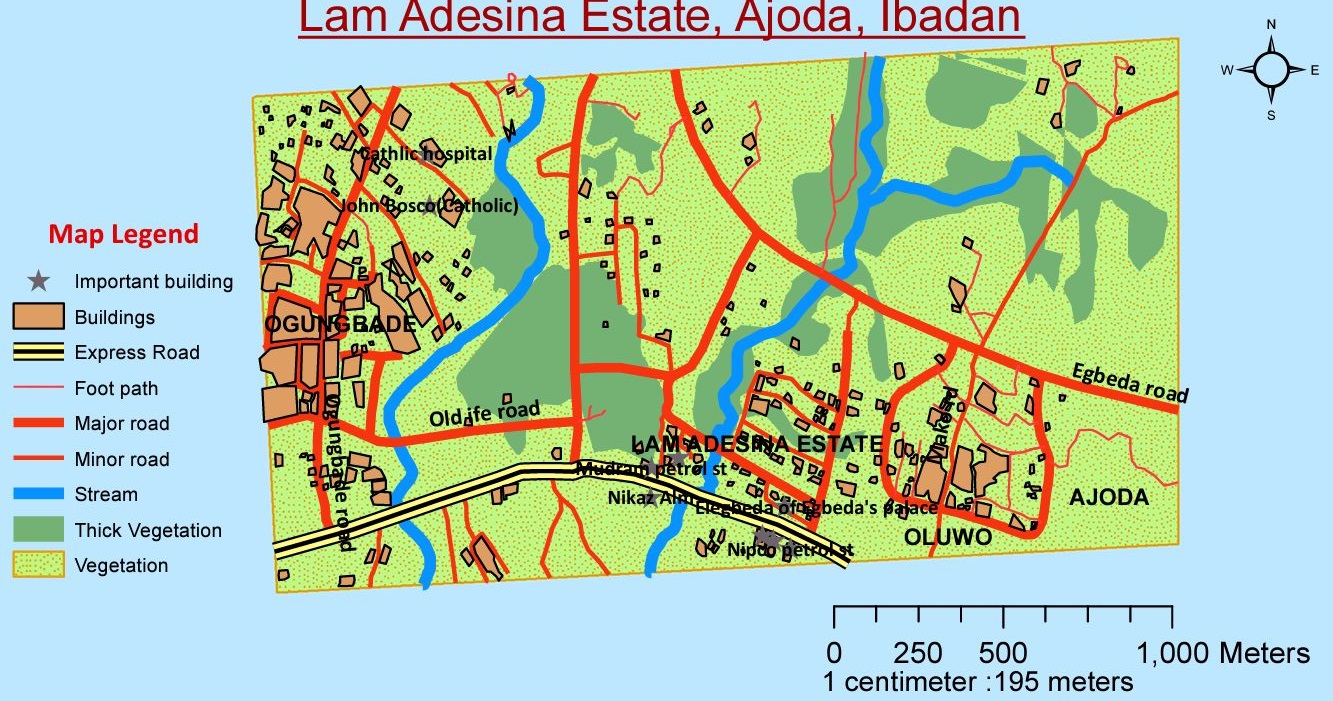 Lam Adesina Estate, Ajoda, Ibadan
N
W E
S
Map Legend
Important building
Buildings
Express Road
Foot path
Major road
Minor road
Stream
Thick Vegetation
Vegetation
Cathlic hospital
John Bosco(Catholic)
OGUNGBADE
Ogungbade road
Old ife road
LAM ADESINA ESTATE
Mudram petrol st
Nikaz Alm
Elegbeda of Egbeda's palace
Nipco petrol st
Egbeda road
AJODA
OLUWO
0 250 500 1,000 Meters
1 centimeter :195 meters